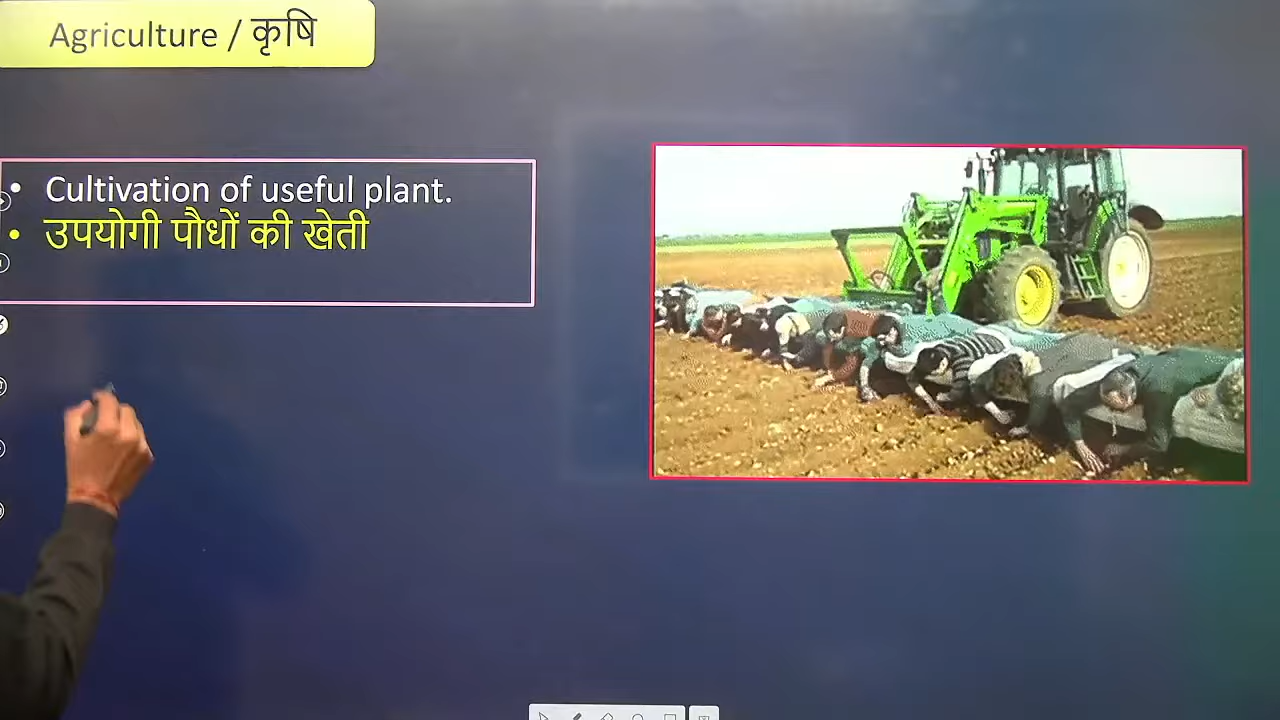 Agriculture / कृषि
• Cultivation of useful plant.
• उपयोगी पौधों की खेती